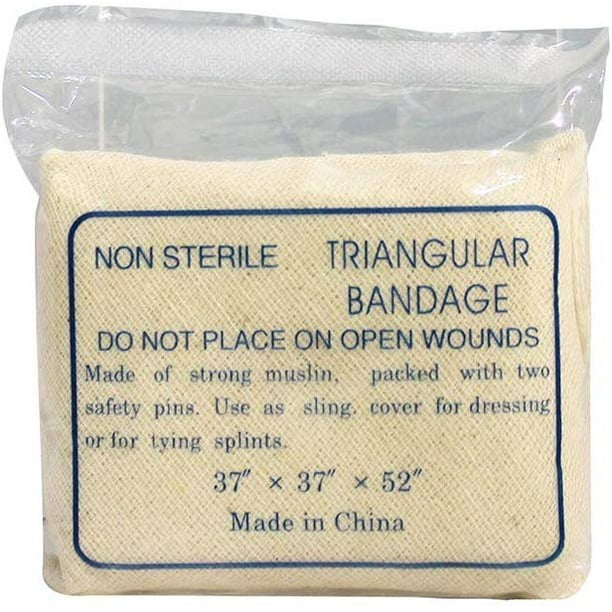 NON STERILE TRIANGULAR
BANDAGE
DO NOT PLACE ON OPEN WOUNDS
Made of strong muslin, packed with two
safety pins. Use as sling. cover for dressing
or for tying splints.
37″ × 37″ × 52″
Made in China